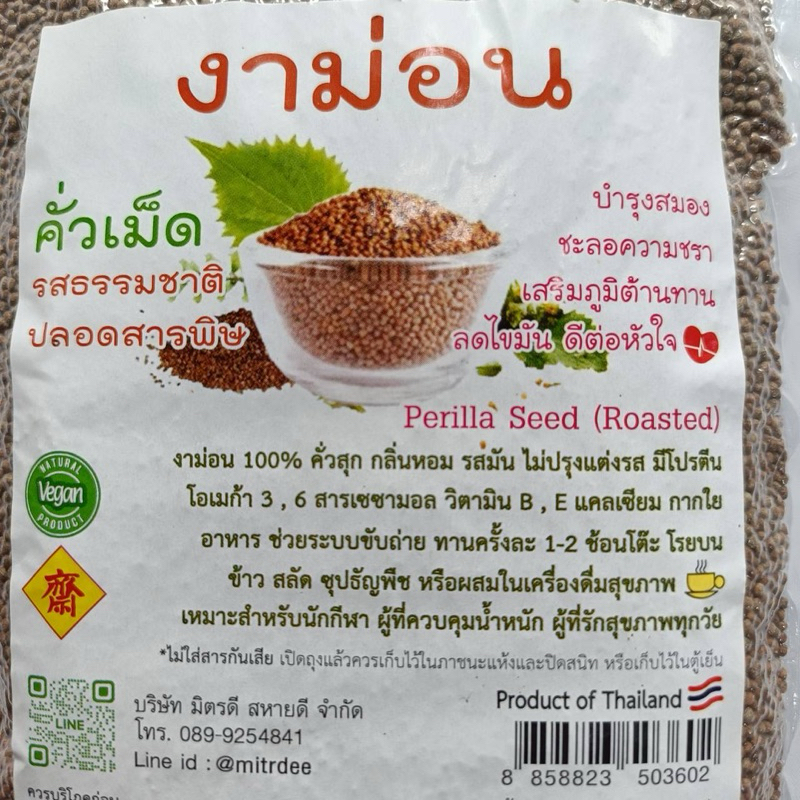 งาม่อน
คั่วเม็ด
รสธรรมชาติ
ปลอดสารพิษ
บำรุงสมอง
ชะลอความชรา
เสริมภูมิต้านทาน
ลดไขมัน ดีต่อหัวใจ
Perilla Seed (Roasted)
งาม่อน 100% คั่วสุก กลิ่นหอม รสมัน ไม่ปรุงแต่งรส มีโปรตีน
โอเมก้า 3 , 6 สารเซซามอล วิตามิน B , E แคลเซียม กากใย
อาหาร ช่วยระบบขับถ่าย ทานครั้งละ 1-2 ช้อนโต๊ะ โรยบน
ข้าว สลัด ซุปธัญพืช หรือผสมในเครื่องดื่มสุขภาพ
เหมาะสำหรับนักกีฬา ผู้ที่ควบคุมน้ำหนัก ผู้ที่รักสุขภาพทุกวัย
*ไม่ใส่สารกันเสีย เปิดถุงแล้วควรเก็บไว้ในภาชนะแห้งและปิดสนิท หรือเก็บไว้ในตู้เย็น
NATURAL
Vegan
PRODUCT
齋
LINE
บริษัท มิตรดี สหายดี จำกัด
โทร. 089-9254841
Line id : @mitrdee
Product of Thailand
8 858823 503602
ควรบริโภคก่อน